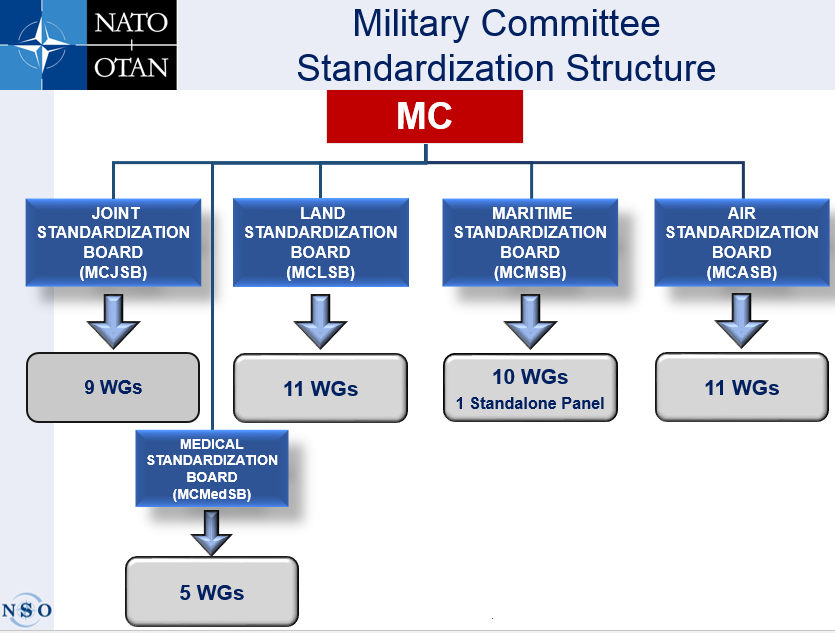 NATO
OTAN
Military Committee
Standardization Structure
MC
JOINT
STANDARDIZATION
BOARD
(MCJSB)
LAND
STANDARDIZATION
BOARD
(MCLSB)
MARITIME
STANDARDIZATION
BOARD
(MCMSB)
AIR
STANDARDIZATION
BOARD
(MCASB)
9 WGs
11 WGs
10 WGs
1 Standalone Panel
11 WGs
MEDICAL
STANDARDIZATION
BOARD
(MCMedSB)
5 WGs
NSO